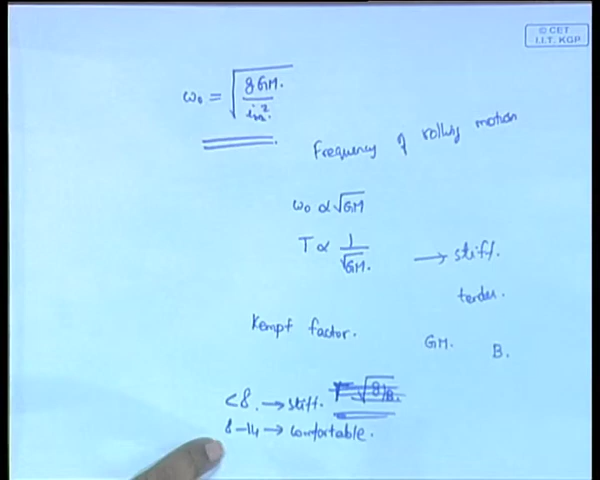 © CET
I.I.T. KGP
ω₀ = √(g GM. / i_m².)
Frequency of rolling motion
ω₀ ∝ √GM
T ∝ 1/√GM. → stiff.
tender.
Kempf factor. GM. B.
<8. → stiff.
8-14 → comfortable.